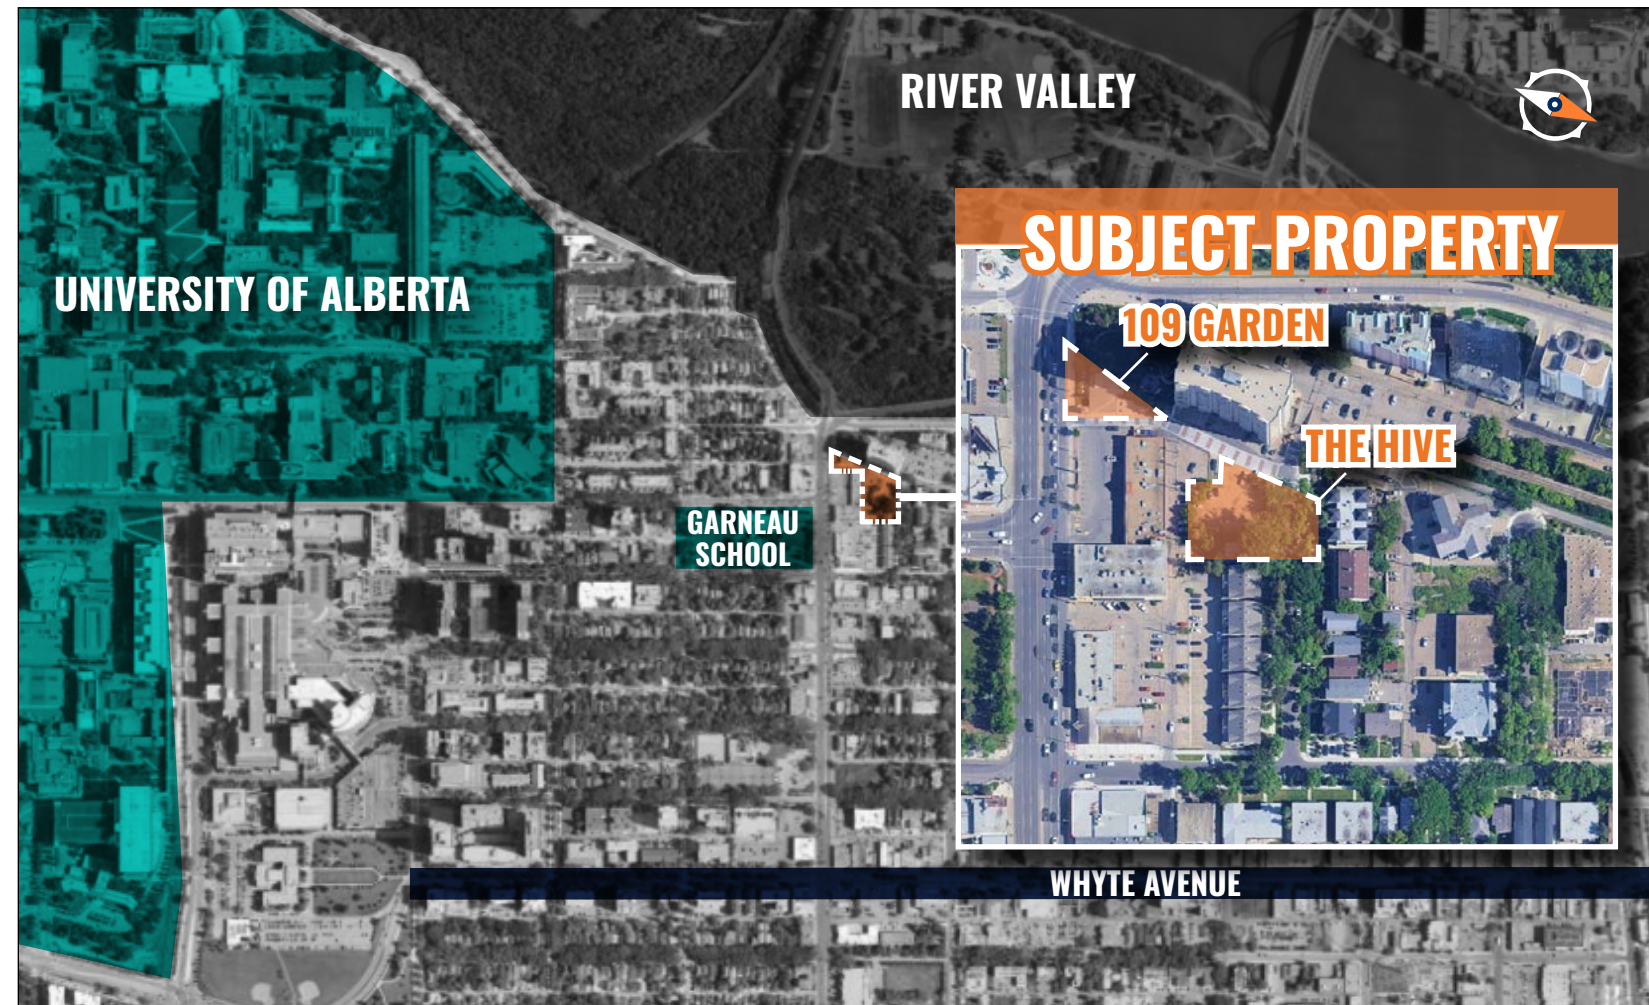 RIVER VALLEY
SUBJECT PROPERTY
UNIVERSITY OF ALBERTA
109 GARDEN
THE HIVE
GARNEAU
SCHOOL
WHYTE AVENUE